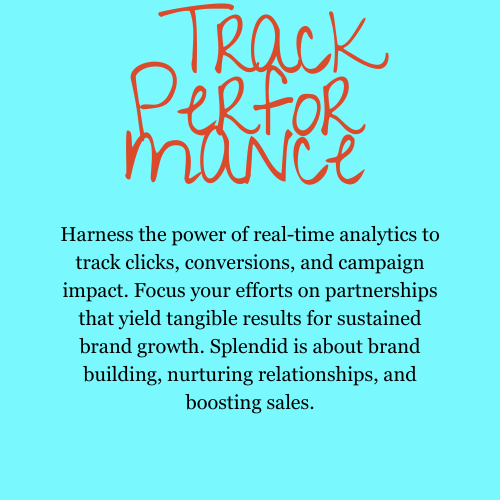 Track
Perfor
mance
Harness the power of real-time analytics to
track clicks, conversions, and campaign
impact. Focus your efforts on partnerships
that yield tangible results for sustained
brand growth. Splendid is about brand
building, nurturing relationships, and
boosting sales.